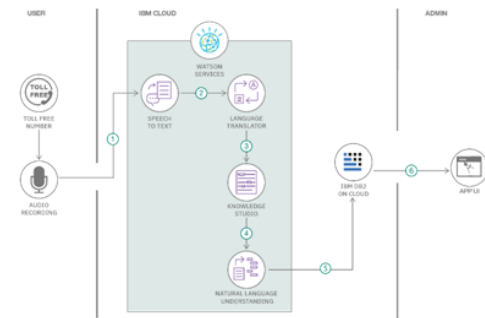 USER
IBM CLOUD
ADMIN
WATSON
SERVICES
TOLL
FREE
TOLL FREE
NUMBER
SPEECH
TO TEXT
LANGUAGE
TRANSLATOR
1
2
3
AUDIO
RECORDING
KNOWLEDGE
STUDIO
IBM DB2
ON CLOUD
6
APP UI
4
NATURAL LANGUAGE
UNDERSTANDING
5